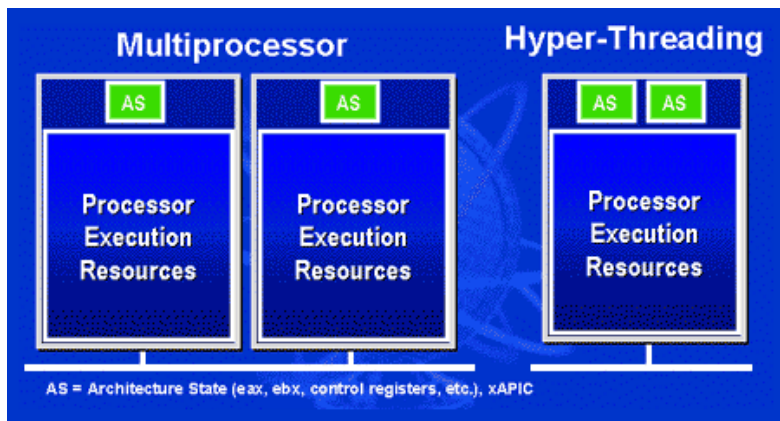 Multiprocessor
Hyper-Threading
AS
AS
AS
AS
Processor
Execution
Resources
Processor
Execution
Resources
Processor
Execution
Resources
AS = Architecture State (eax, ebx, control registers, etc.), xAPIC